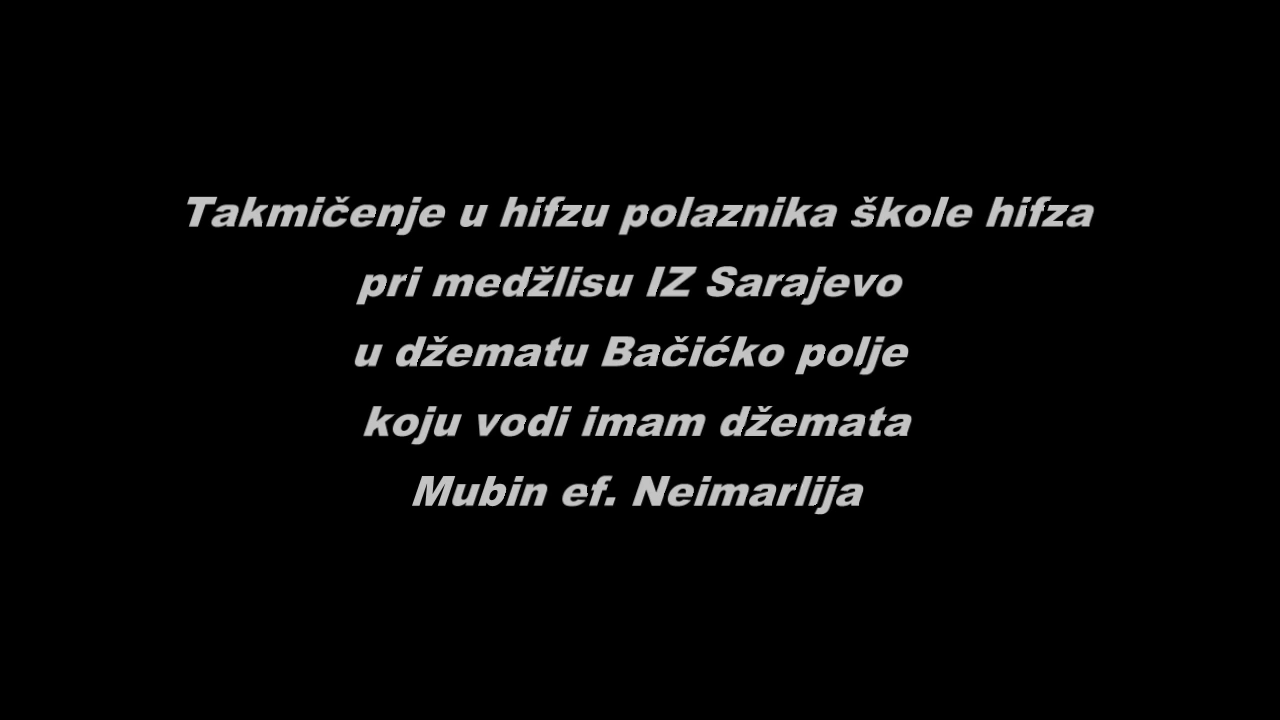 Takmičenje u hifzu polaznika škole hifza
pri medžlisu IZ Sarajevo
u džematu Bačićko polje
koju vodi imam džemata
Mubin ef. Neimarlija